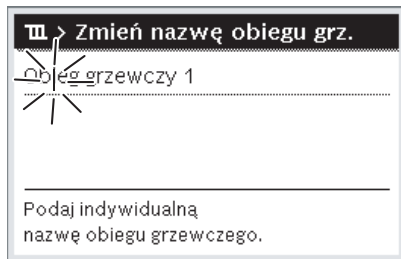 > Zmień nazwę obiegu grz.
Obieg grzewczy 1
Podaj indywidualną
nazwę obiegu grzewczego.